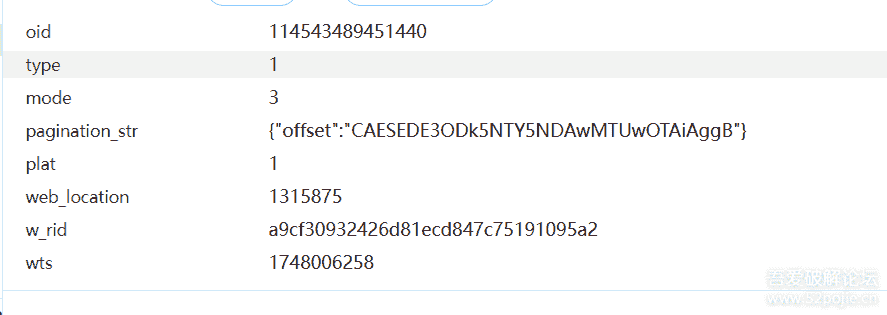 oid 114543489451440
type 1
mode 3
pagination_str {"offset":"CAESEDE3ODk5NTY5NDAwMTUwOTAiAggB"}
plat 1
web_location 1315875
w_rid a9cf30932426d81ecd847c75191095a2
wts 1748006258
吾爱破解论坛
www.52pojie.cn